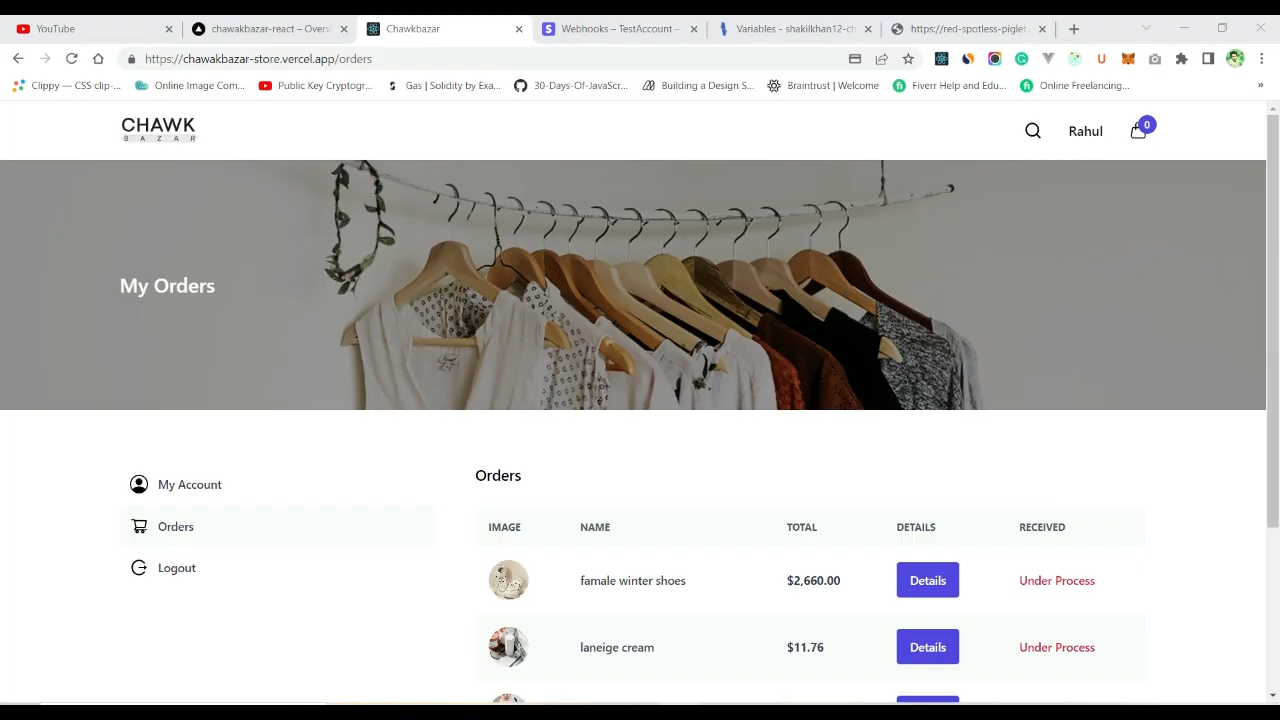 YouTube
chawakbazar-react – Overvi
Chawkbazar
Webhooks – TestAccount –
Variables - shakilkhan12-ch
https://red-spotless-piglet.
https://chawakbazar-store.vercel.app/orders
Clippy — CSS clip-...
Online Image Com...
Public Key Cryptogr...
Gas | Solidity by Exa...
30-Days-Of-JavaScr...
Building a Design S...
Braintrust | Welcome
Fiverr Help and Edu...
Online Freelancing...
»
CHAWK
BAZAR
Rahul
0
My Orders
My Account
Orders
Logout
Orders
IMAGE NAME TOTAL DETAILS RECEIVED
famale winter shoes $2,660.00 Details Under Process
laneige cream $11.76 Details Under Process